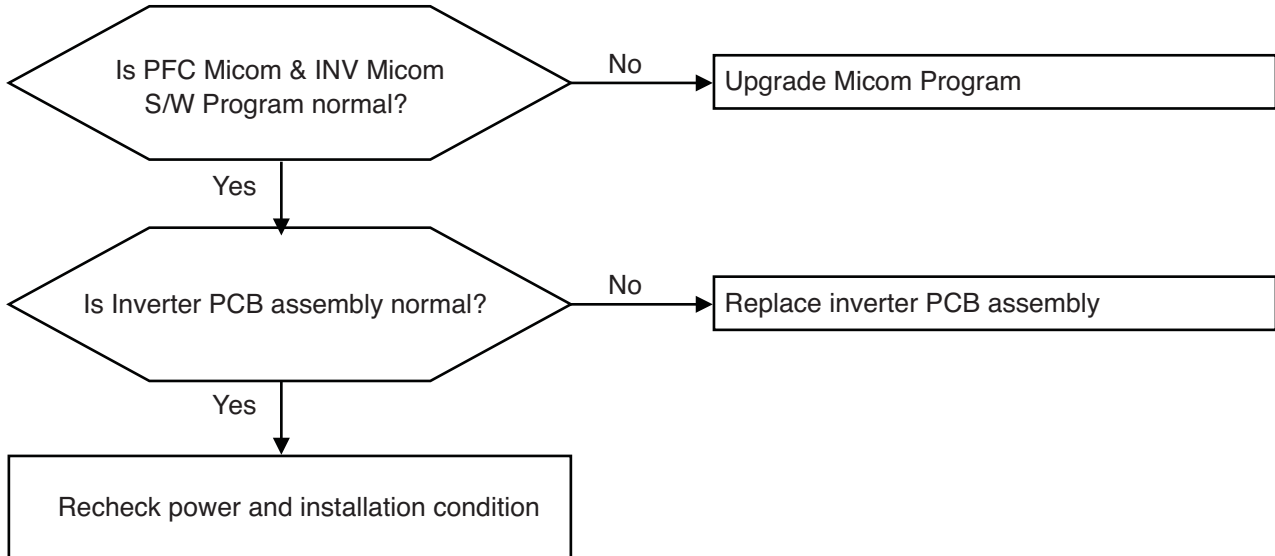 Is PFC Micom & INV Micom
S/W Program normal?
No
Upgrade Micom Program
Yes
Is Inverter PCB assembly normal?
No
Replace inverter PCB assembly
Yes
Recheck power and installation condition